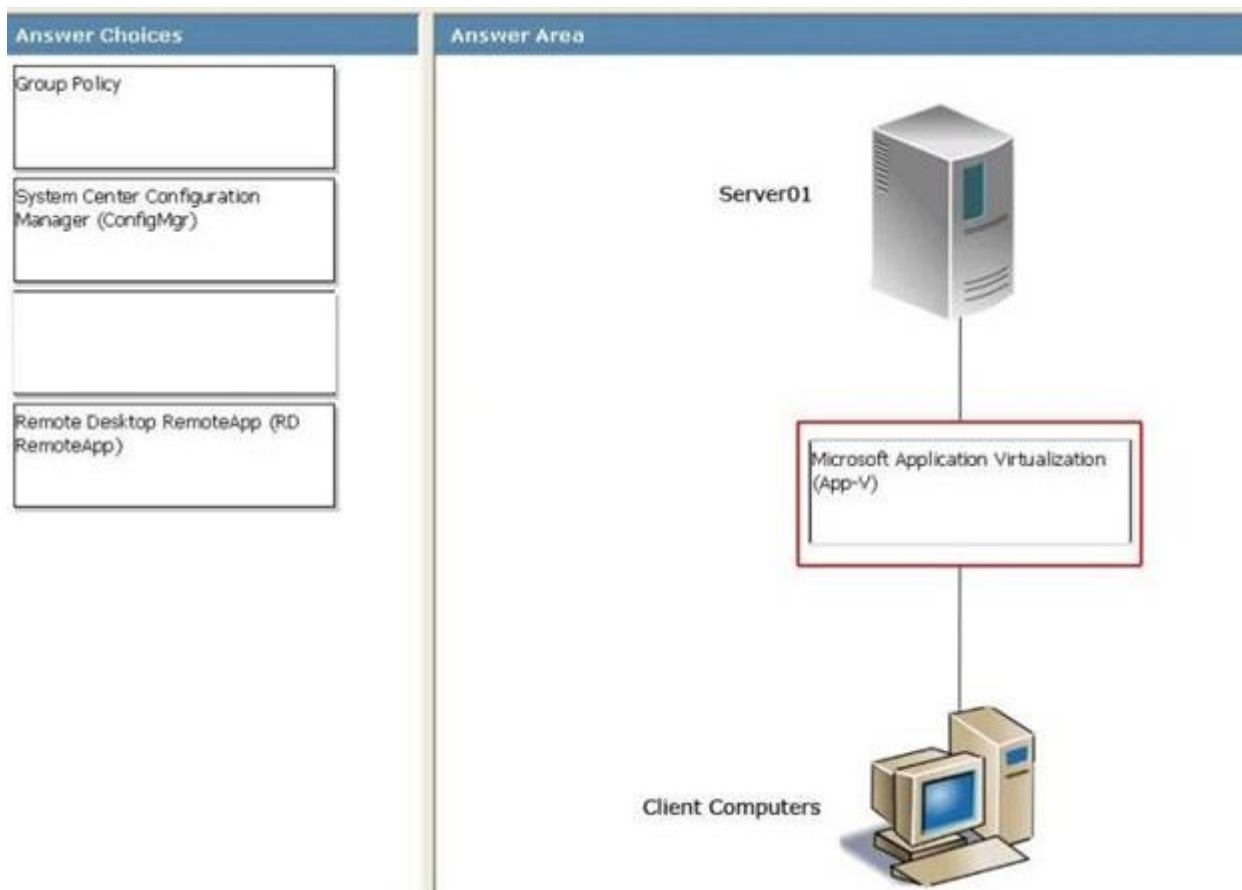 Answer Choices
Group Policy
System Center Configuration
Manager (ConfigMgr)
Remote Desktop RemoteApp (RD
RemoteApp)
Answer Area
Server01
Microsoft Application Virtualization
(App-V)
Client Computers